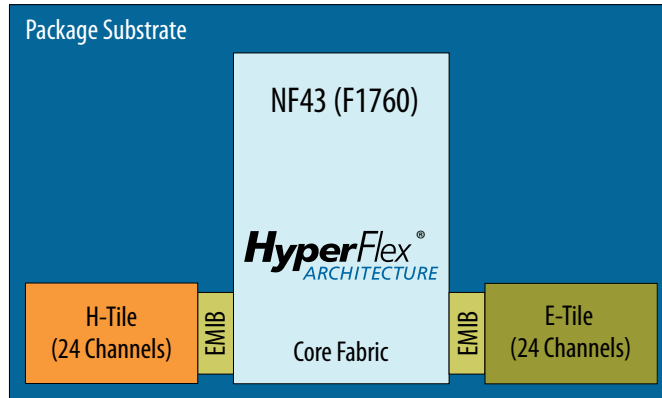 Package Substrate
NF43 (F1760)
HyperFlex®
ARCHITECTURE
H-Tile
(24 Channels)
EMIB
Core Fabric
EMIB
E-Tile
(24 Channels)